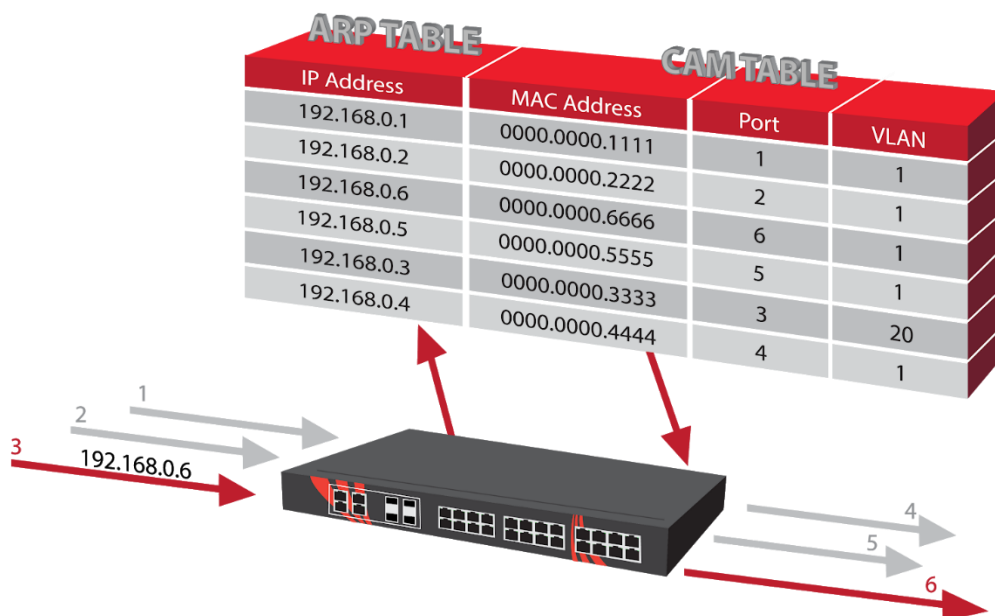 ARP TABLE
CAM TABLE
IP Address MAC Address Port VLAN
192.168.0.1 0000.0000.1111 1 1
192.168.0.2 0000.0000.2222 2 1
192.168.0.6 0000.0000.6666 6 1
192.168.0.5 0000.0000.5555 5 1
192.168.0.3 0000.0000.3333 3 20
192.168.0.4 0000.0000.4444 4 1
1
2
3
192.168.0.6
4
5
6